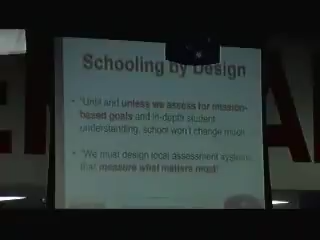 Schooling by Design
• "Until and unless we assess for mission-
based goals and in-depth student
understanding, school won't change much
• "We must design local assessment systems
that measure what matters most"